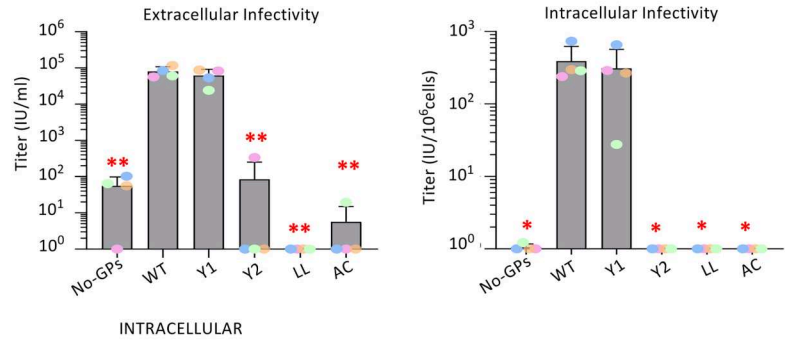 Extracellular Infectivity
Titer (IU/ml)
10⁶
10⁵
10⁴
10³
10²
10¹
10⁰
**
**
**
**
No-GPs
WT
Y1
Y2
LL
AC
INTRACELLULAR
Intracellular Infectivity
Titer (IU/10⁶cells)
10³
10²
10¹
10⁰
*
*
*
*
No-GPs
WT
Y1
Y2
LL
AC